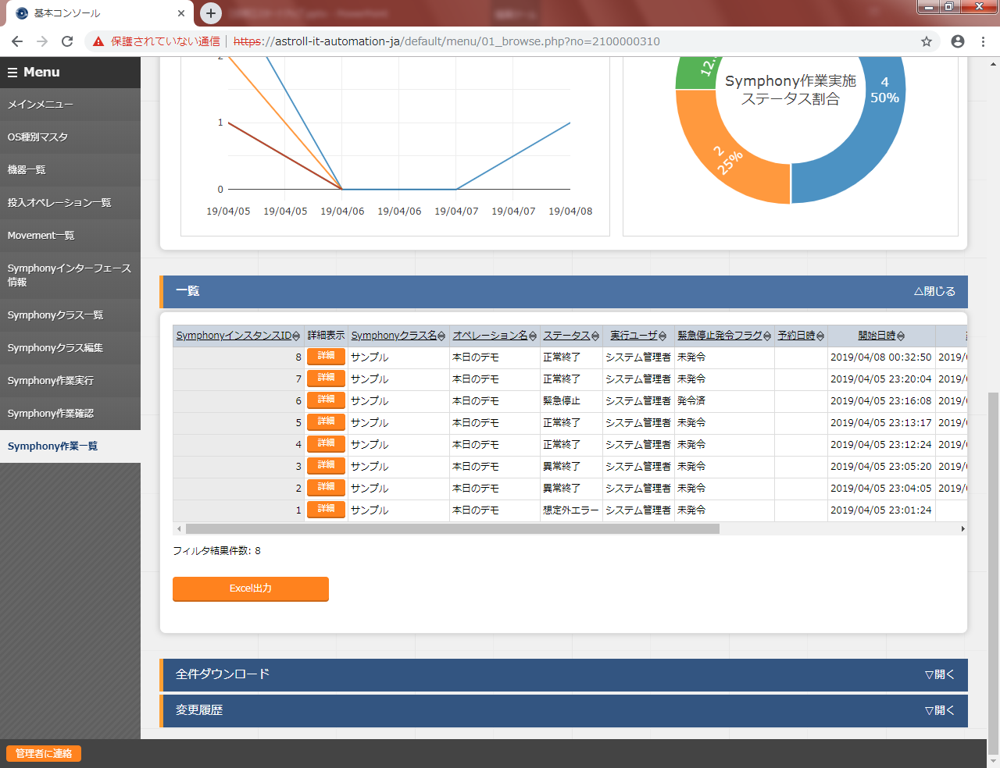 基本コンソール
保護されていない通信 | https://astroll-it-automation-ja/default/menu/01_browse.php?no=2100000310
Menu
メインメニュー
OS種別マスタ
機器一覧
投入オペレーション一覧
Movement一覧
Symphonyインターフェース
情報
Symphonyクラス一覧
Symphonyクラス編集
Symphony作業実行
Symphony作業確認
Symphony作業一覧
2
1
0
19/04/05 19/04/05 19/04/06 19/04/06 19/04/07 19/04/07 19/04/08
Symphony作業実施
ステータス割合
4
50%
2
25%
12.
一覧 △閉じる
SymphonyインスタンスID 詳細表示 Symphonyクラス名 オペレーション名 ステータス 実行ユーザ 緊急停止発令フラグ 予約日時 開始日時
8 詳細 サンプル 本日のデモ 正常終了 システム管理者 未発令 2019/04/08 00:32:50 2019/
7 詳細 サンプル 本日のデモ 正常終了 システム管理者 未発令 2019/04/05 23:20:04 2019/
6 詳細 サンプル 本日のデモ 緊急停止 システム管理者 発令済 2019/04/05 23:16:08 2019/
5 詳細 サンプル 本日のデモ 正常終了 システム管理者 未発令 2019/04/05 23:13:17 2019/
4 詳細 サンプル 本日のデモ 正常終了 システム管理者 未発令 2019/04/05 23:12:24 2019/
3 詳細 サンプル 本日のデモ 異常終了 システム管理者 未発令 2019/04/05 23:05:20 2019/
2 詳細 サンプル 本日のデモ 異常終了 システム管理者 未発令 2019/04/05 23:04:05 2019/
1 詳細 サンプル 本日のデモ 想定外エラー システム管理者 未発令 2019/04/05 23:01:24
フィルタ結果件数: 8
Excel出力
全件ダウンロード ▽開く
変更履歴 ▽開く
管理者に連絡